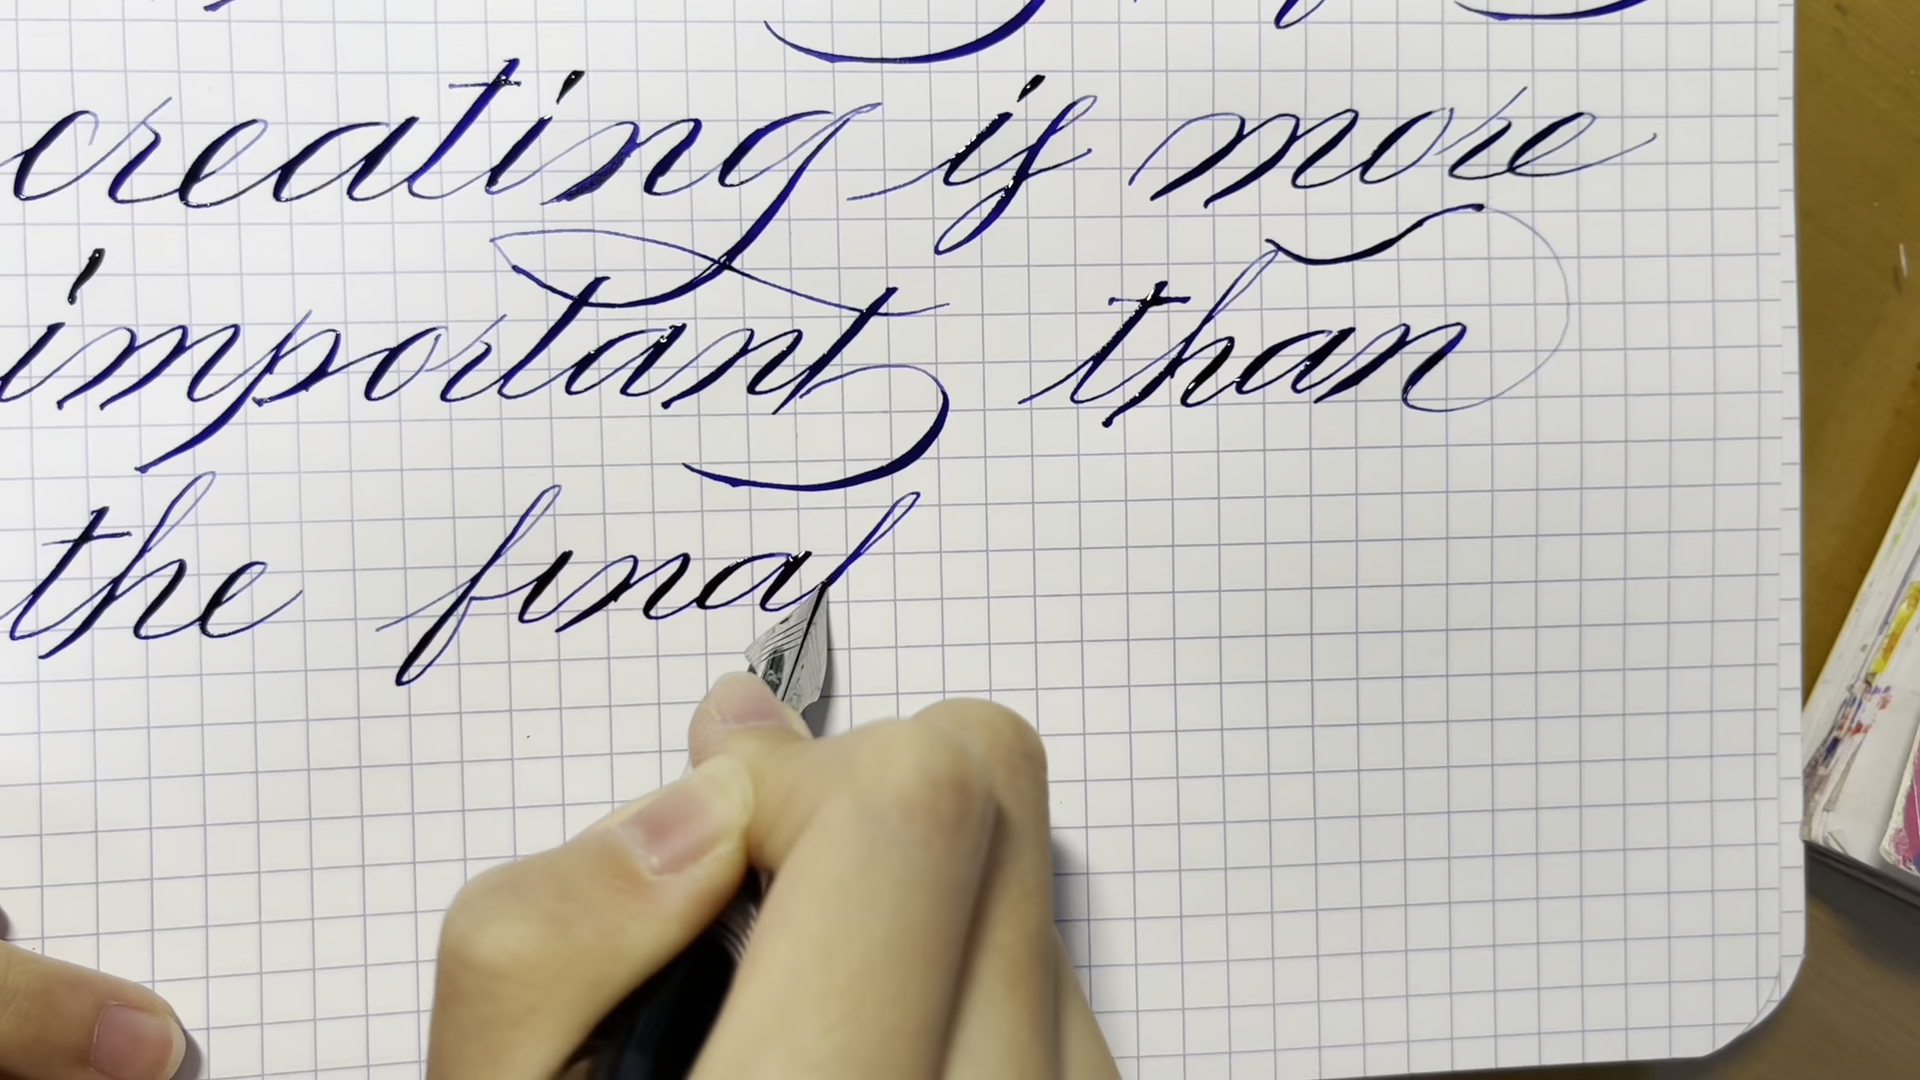 creating is more
important than
the final